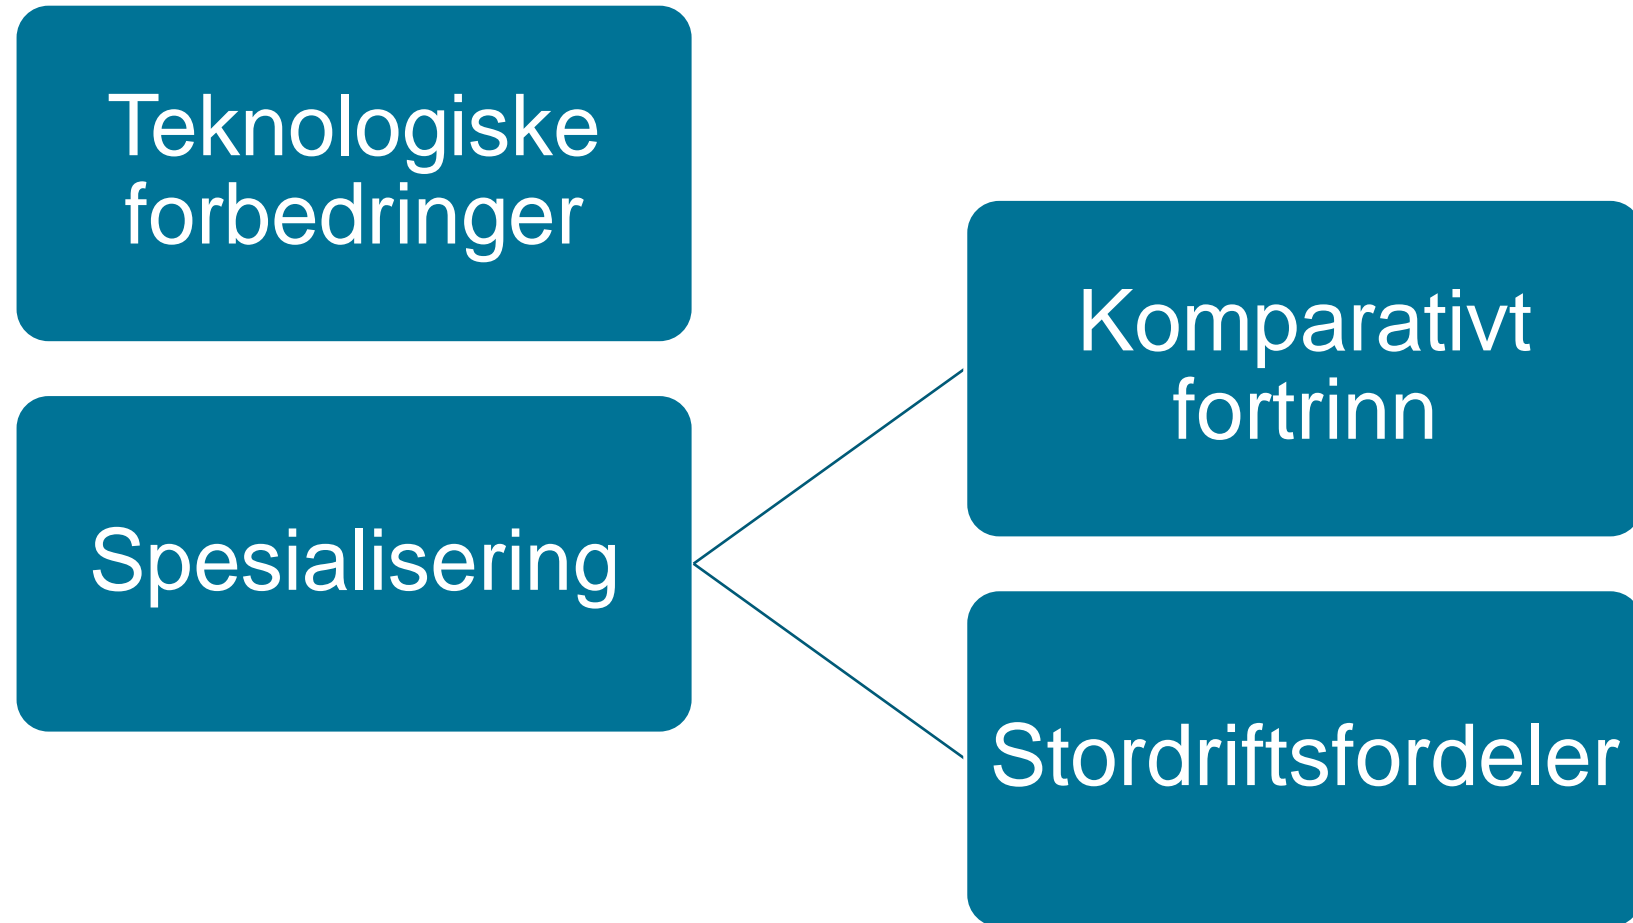 Teknologiske
forbedringer
Spesialisering
Komparativt
fortrinn
Stordriftsfordeler